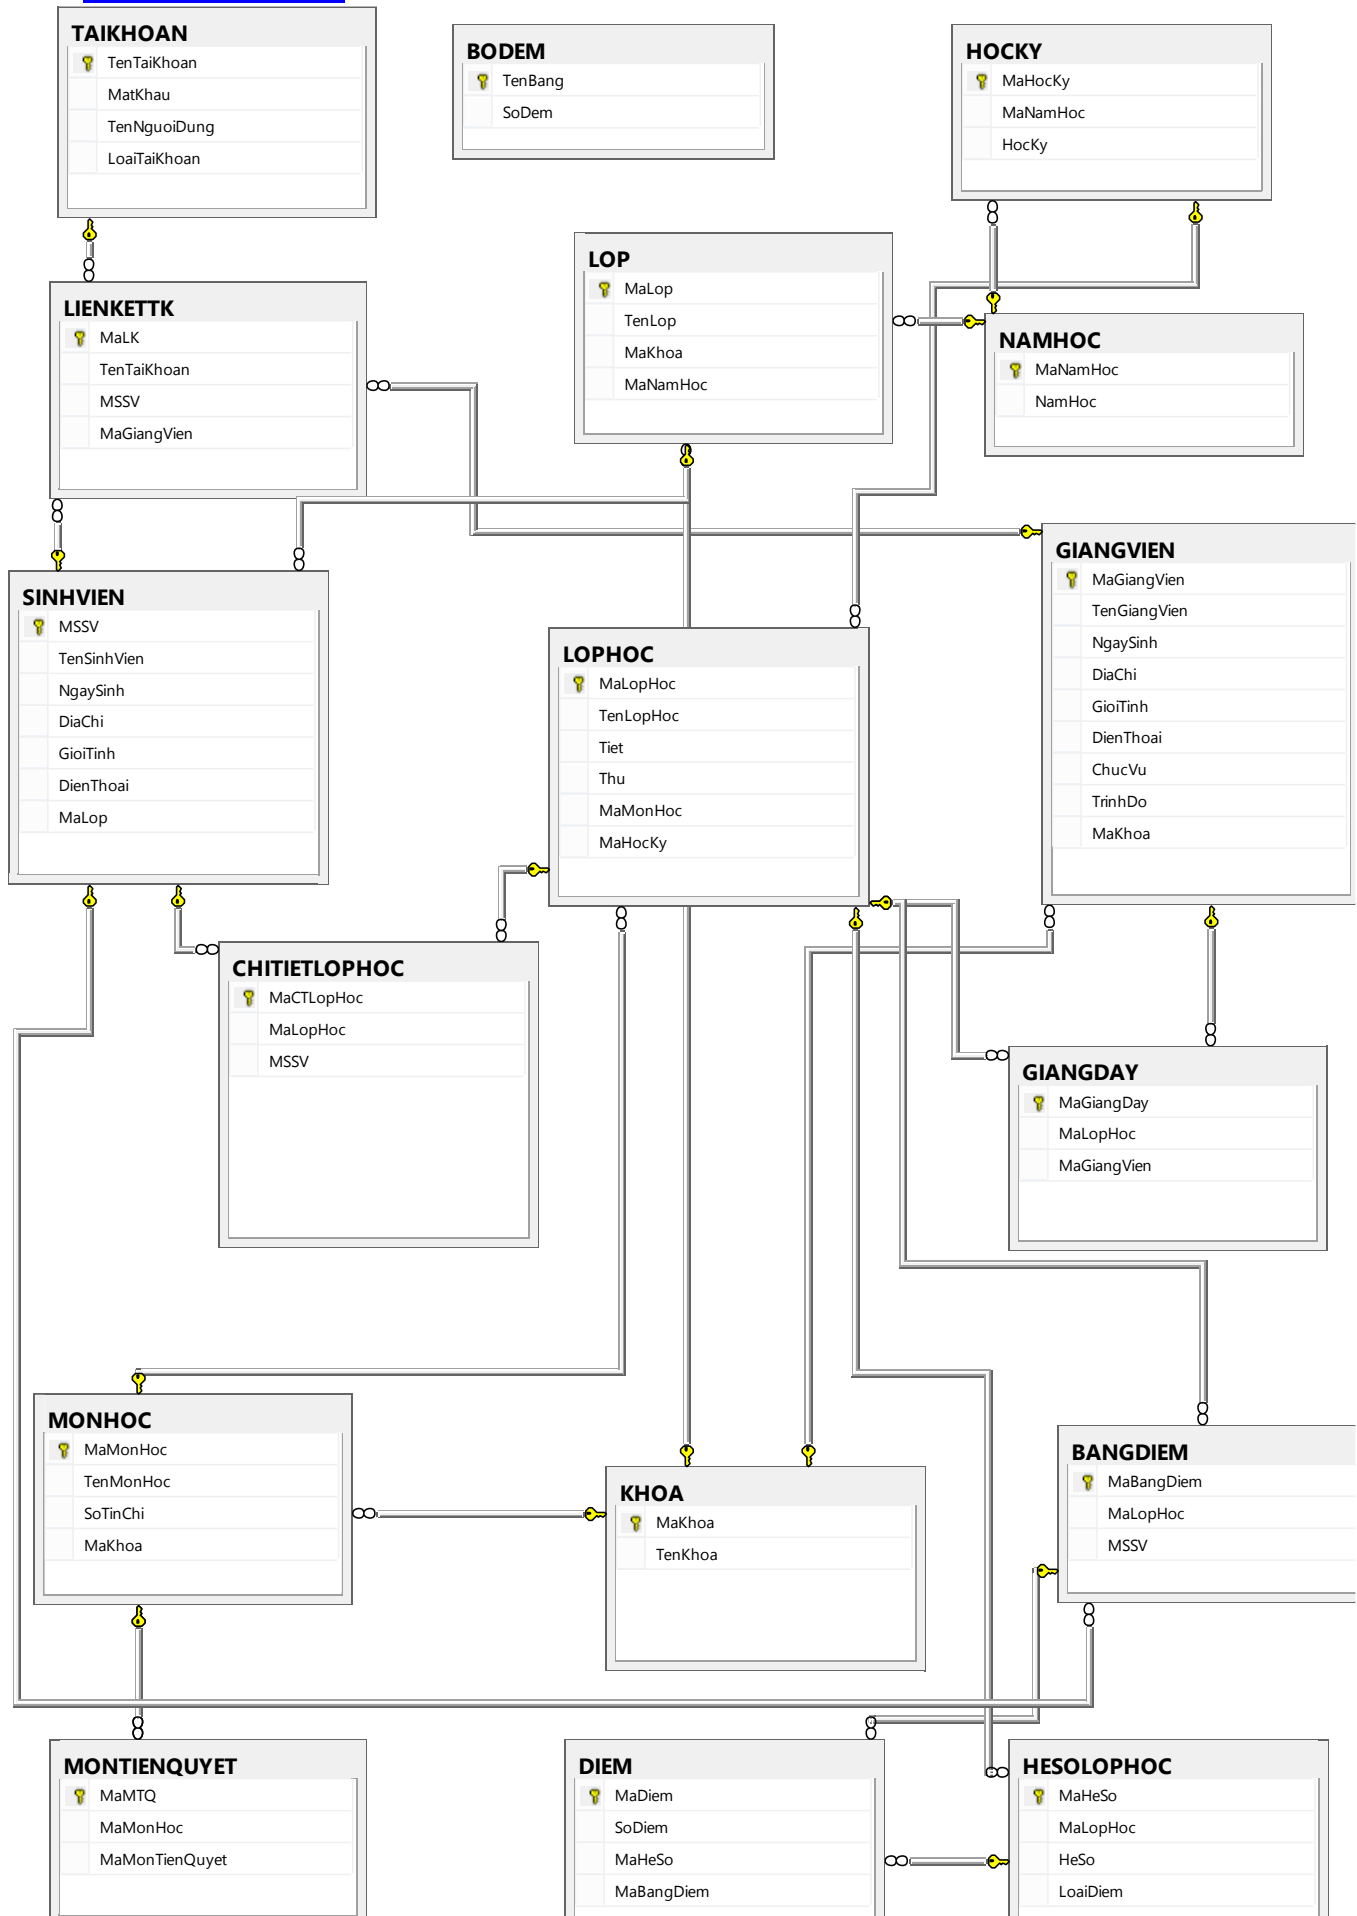 TAIKHOAN
TenTaiKhoan
MatKhau
TenNguoiDung
LoaiTaiKhoan
BODEM
TenBang
SoDem
HOCKY
MaHocKy
MaNamHoc
HocKy
LOP
MaLop
TenLop
MaKhoa
MaNamHoc
LIENKETTK
MaLK
TenTaiKhoan
MSSV
MaGiangVien
NAMHOC
MaNamHoc
NamHoc
GIANGVIEN
MaGiangVien
TenGiangVien
NgaySinh
DiaChi
GioiTinh
DienThoai
ChucVu
TrinhDo
MaKhoa
SINHVIEN
MSSV
TenSinhVien
NgaySinh
DiaChi
GioiTinh
DienThoai
MaLop
LOPHOC
MaLopHoc
TenLopHoc
Tiet
Thu
MaMonHoc
MaHocKy
CHITIETLOPHOC
MaCTLopHoc
MaLopHoc
MSSV
GIANGDAY
MaGiangDay
MaLopHoc
MaGiangVien
MONHOC
MaMonHoc
TenMonHoc
SoTinChi
MaKhoa
KHOA
MaKhoa
TenKhoa
BANGDIEM
MaBangDiem
MaLopHoc
MSSV
MONTIENQUYET
MaMTQ
MaMonHoc
MaMonTienQuyet
DIEM
MaDiem
SoDiem
MaHeSo
MaBangDiem
HESOLOPHOC
MaHeSo
MaLopHoc
HeSo
LoaiDiem